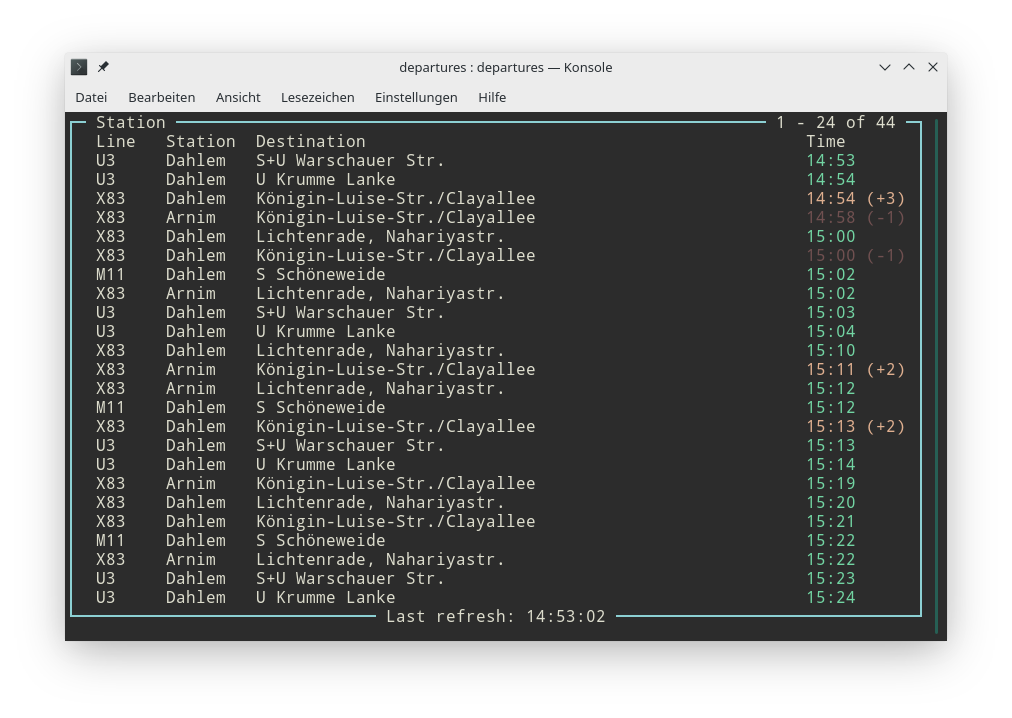 departures : departures — Konsole
Datei Bearbeiten Ansicht Lesezeichen Einstellungen Hilfe
Station 1 - 24 of 44
Line Station Destination Time
U3 Dahlem S+U Warschauer Str. 14:53
U3 Dahlem U Krumme Lanke 14:54
X83 Dahlem Königin-Luise-Str./Clayallee 14:54 (+3)
X83 Arnim Königin-Luise-Str./Clayallee 14:58 (-1)
X83 Dahlem Lichtenrade, Nahariyastr. 15:00
X83 Dahlem Königin-Luise-Str./Clayallee 15:00 (-1)
M11 Dahlem S Schöneweide 15:02
X83 Arnim Lichtenrade, Nahariyastr. 15:02
U3 Dahlem S+U Warschauer Str. 15:03
U3 Dahlem U Krumme Lanke 15:04
X83 Dahlem Lichtenrade, Nahariyastr. 15:10
X83 Arnim Königin-Luise-Str./Clayallee 15:11 (+2)
X83 Arnim Lichtenrade, Nahariyastr. 15:12
M11 Dahlem S Schöneweide 15:12
X83 Dahlem Königin-Luise-Str./Clayallee 15:13 (+2)
U3 Dahlem S+U Warschauer Str. 15:13
U3 Dahlem U Krumme Lanke 15:14
X83 Arnim Königin-Luise-Str./Clayallee 15:19
X83 Dahlem Lichtenrade, Nahariyastr. 15:20
X83 Dahlem Königin-Luise-Str./Clayallee 15:21
M11 Dahlem S Schöneweide 15:22
X83 Arnim Lichtenrade, Nahariyastr. 15:22
U3 Dahlem S+U Warschauer Str. 15:23
U3 Dahlem U Krumme Lanke 15:24
Last refresh: 14:53:02